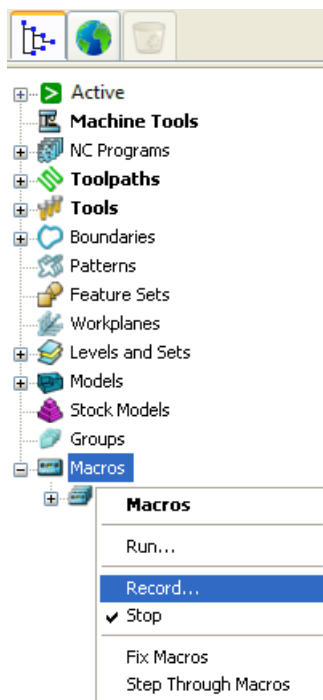 Active
Machine Tools
NC Programs
Toolpaths
Tools
Boundaries
Patterns
Feature Sets
Workplanes
Levels and Sets
Models
Stock Models
Groups
Macros
Macros
Run...
Record...
Stop
Fix Macros
Step Through Macros